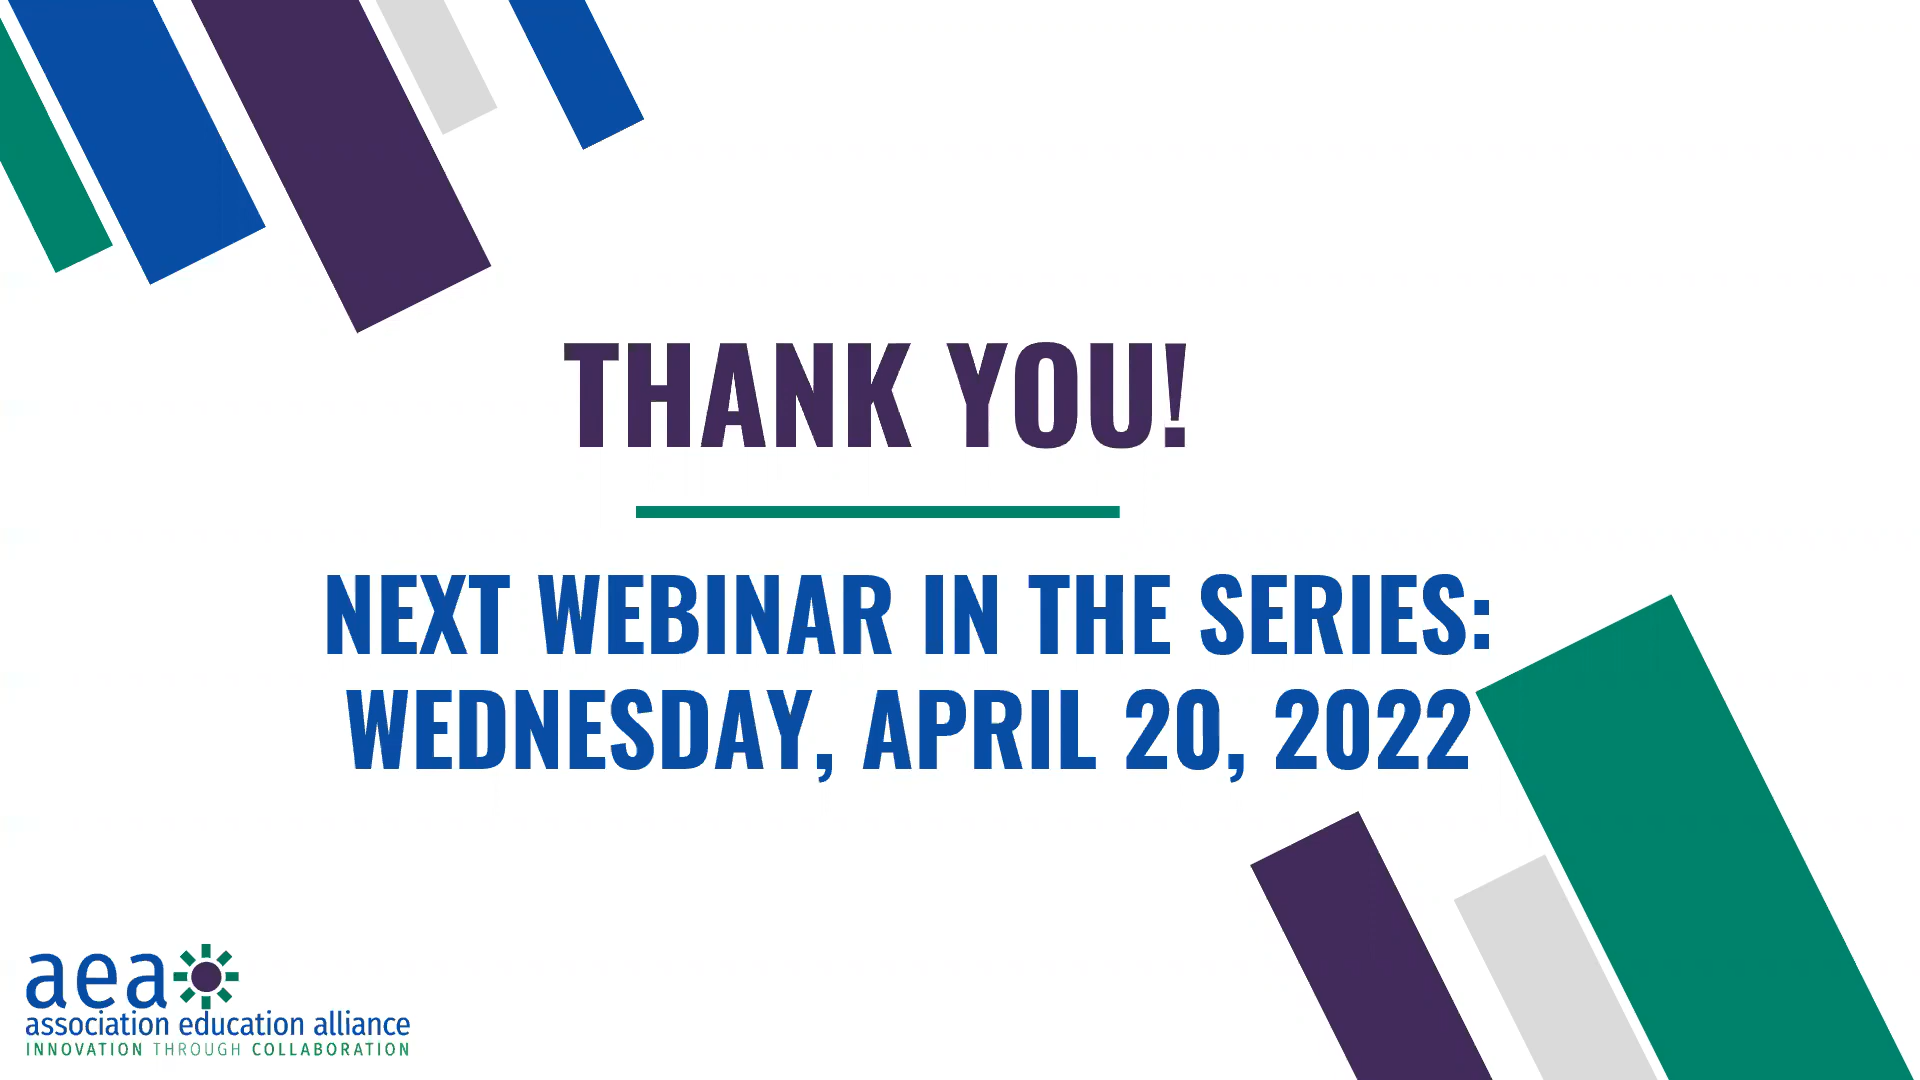 THANK YOU!
NEXT WEBINAR IN THE SERIES:
WEDNESDAY, APRIL 20, 2022
aea
association education alliance
INNOVATION THROUGH COLLABORATION